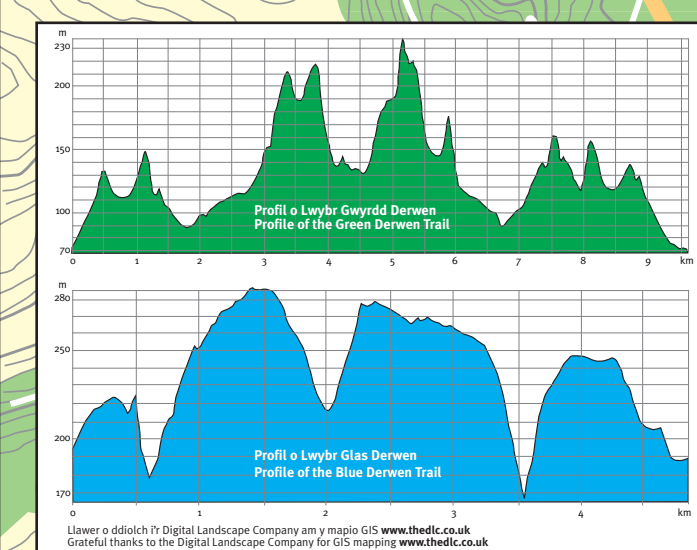 m
230
200
150
100
70
Profil o Lwybr Gwyrdd Derwen
Profile of the Green Derwen Trail
0 1 2 3 4 5 6 7 8 9 km
m
280
250
200
170
Profil o Lwybr Glas Derwen
Profile of the Blue Derwen Trail
0 1 2 3 4 km
Llawer o ddiolch i'r Digital Landscape Company am y mapio GIS www.thedlc.co.uk
Grateful thanks to the Digital Landscape Company for GIS mapping www.thedlc.co.uk